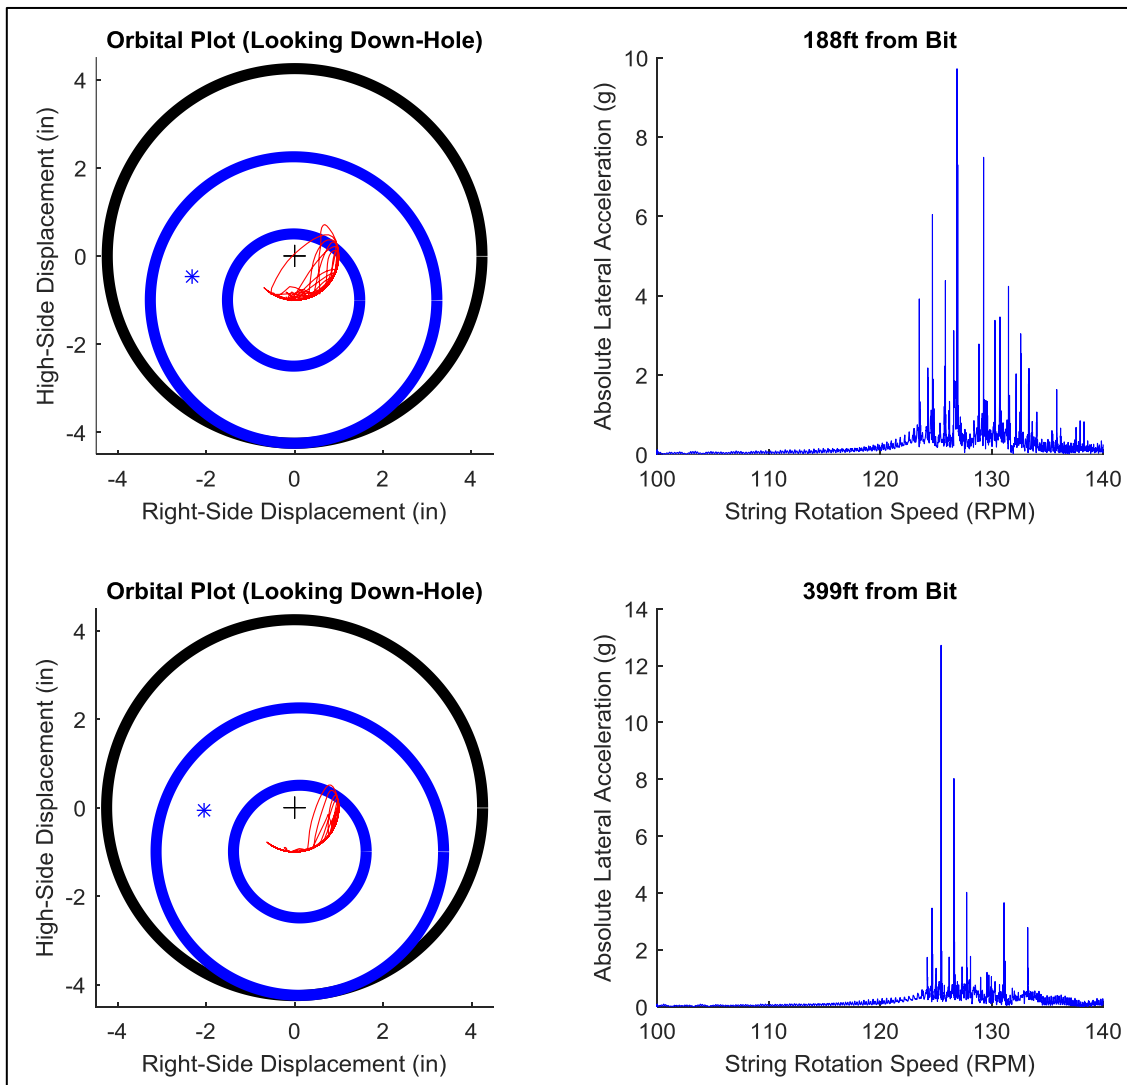 Orbital Plot (Looking Down-Hole)
High-Side Displacement (in)
4
2
0
-2
-4
-4 -2 0 2 4
Right-Side Displacement (in)
188ft from Bit
Absolute Lateral Acceleration (g)
10
8
6
4
2
0
100 110 120 130 140
String Rotation Speed (RPM)
Orbital Plot (Looking Down-Hole)
High-Side Displacement (in)
4
2
0
-2
-4
-4 -2 0 2 4
Right-Side Displacement (in)
399ft from Bit
Absolute Lateral Acceleration (g)
14
12
10
8
6
4
2
0
100 110 120 130 140
String Rotation Speed (RPM)